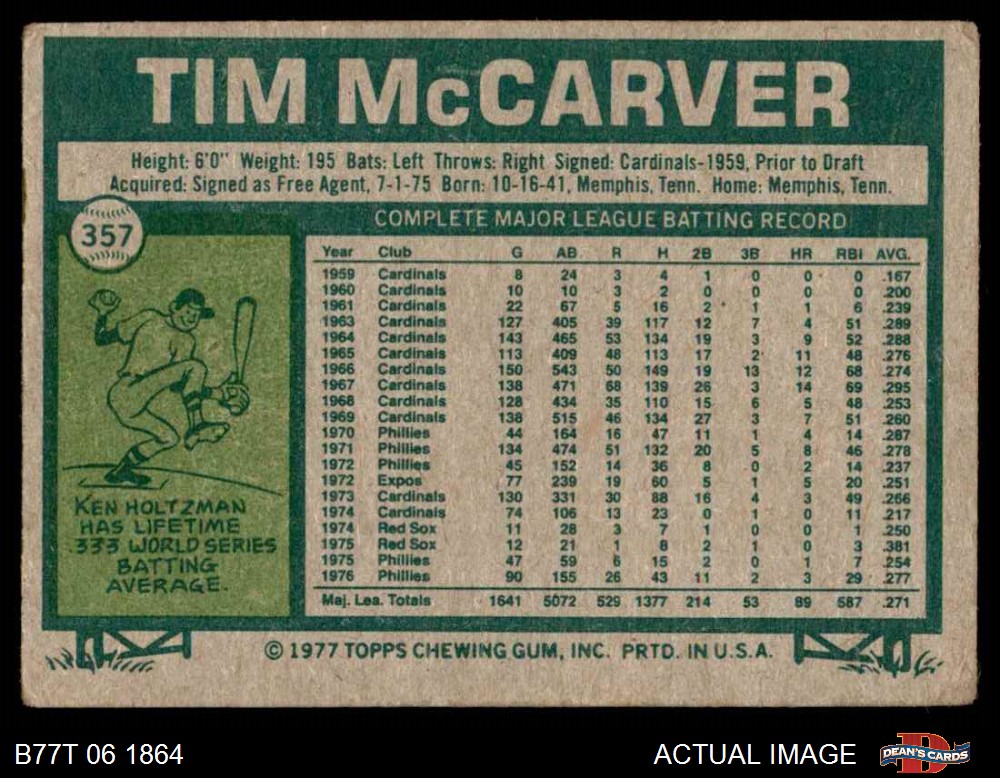 TIM McCARVER
Height: 6'0" Weight: 195 Bats: Left Throws: Right Signed: Cardinals-1959, Prior to Draft
Acquired: Signed as Free Agent, 7-1-75 Born: 10-16-41, Memphis, Tenn. Home: Memphis, Tenn.
357
COMPLETE MAJOR LEAGUE BATTING RECORD
Year Club G AB R H 2B 3B HR RBI AVG.
1959 Cardinals 8 24 3 4 1 0 0 0 .167
1960 Cardinals 10 10 3 2 0 0 0 0 .200
1961 Cardinals 22 67 5 16 2 1 1 6 .239
1963 Cardinals 127 405 39 117 12 7 4 51 .289
1964 Cardinals 143 465 53 134 19 3 9 52 .288
1965 Cardinals 113 409 48 113 17 2 11 48 .276
1966 Cardinals 150 543 50 149 19 13 12 68 .274
1967 Cardinals 138 471 68 139 26 3 14 69 .295
1968 Cardinals 128 434 35 110 15 6 5 48 .253
1969 Cardinals 138 515 46 134 27 3 7 51 .260
1970 Phillies 44 164 16 47 11 1 4 14 .287
1971 Phillies 134 474 51 132 20 5 8 46 .278
1972 Phillies 45 152 14 36 8 0 2 14 .237
1972 Expos 77 239 19 60 5 1 5 20 .251
1973 Cardinals 130 331 30 88 16 4 3 49 .266
1974 Cardinals 74 106 13 23 0 1 0 11 .217
1974 Red Sox 11 28 3 7 1 0 0 1 .250
1975 Red Sox 12 21 1 8 2 1 0 3 .381
1975 Phillies 47 59 6 15 2 0 1 7 .254
1976 Phillies 90 155 26 43 11 2 3 29 .277
Maj. Lea. Totals 1641 5072 529 1377 214 53 89 587 .271
KEN HOLTZMAN
HAS LIFETIME
.333 WORLD SERIES
BATTING
AVERAGE.
© 1977 TOPPS CHEWING GUM, INC. PRTD. IN U.S.A.
B77T 06 1864
ACTUAL IMAGE
D
DEAN'S CARDS